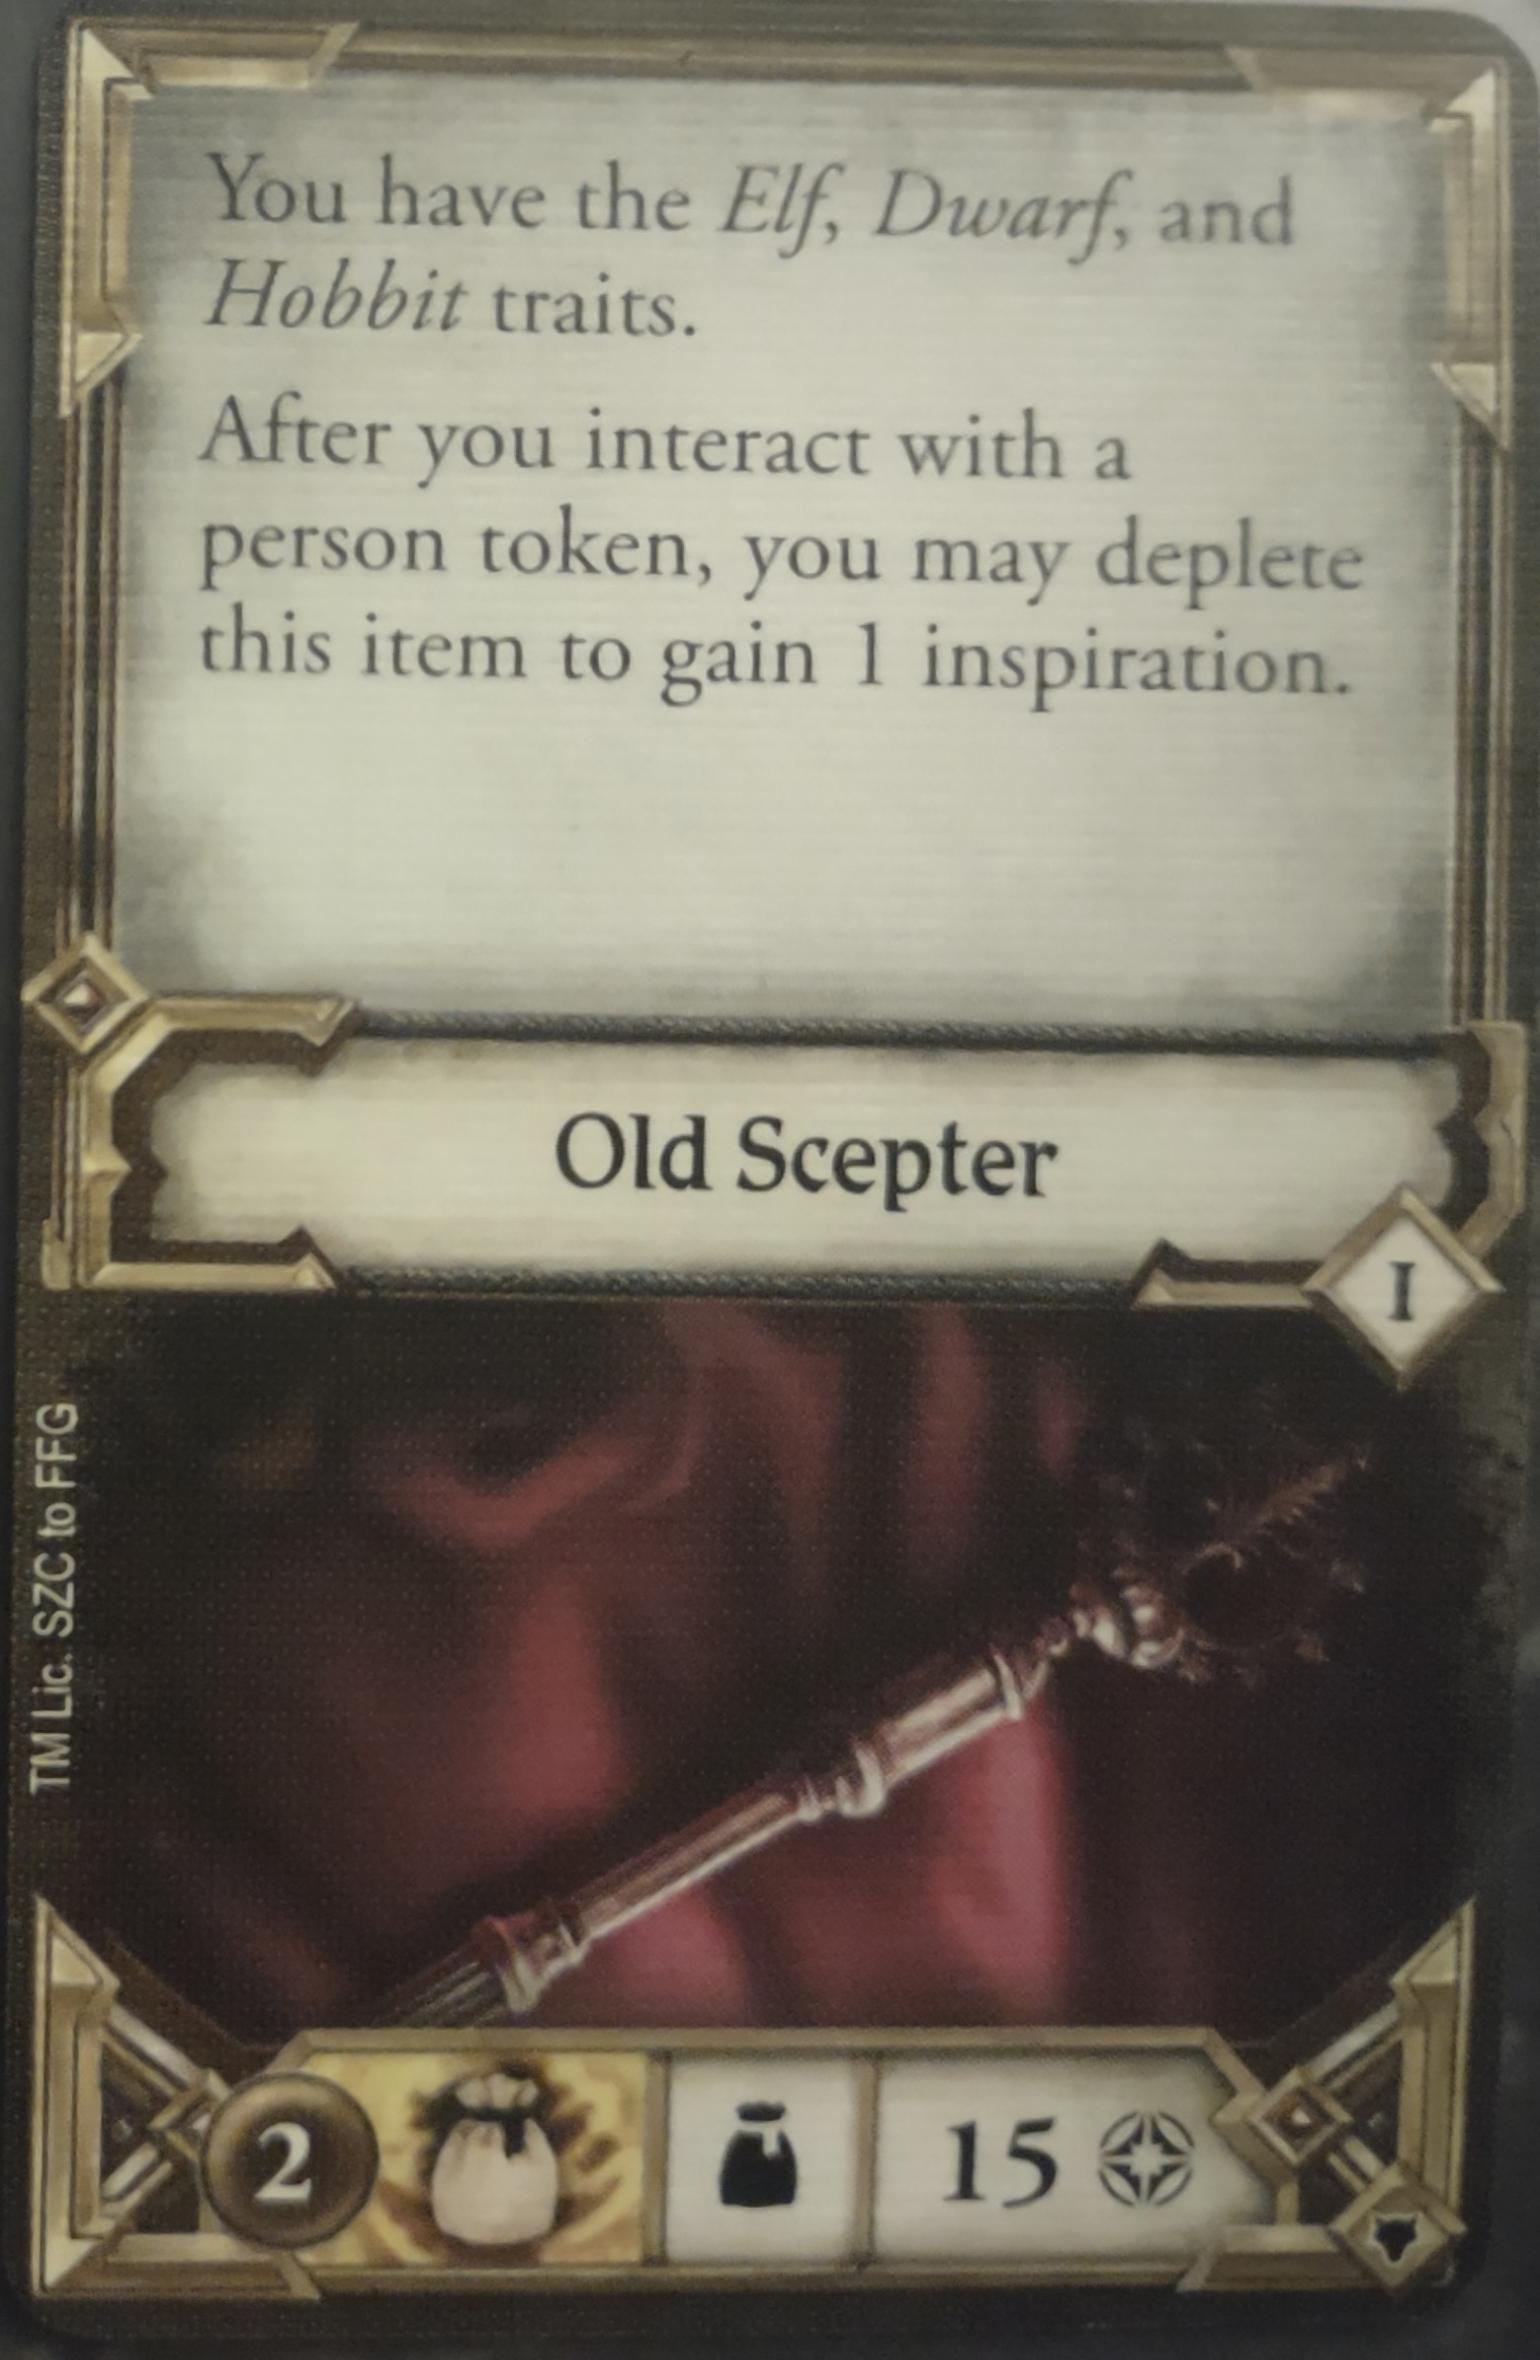 You have the Elf, Dwarf, and
Hobbit traits.
After you interact with a
person token, you may deplete
this item to gain 1 inspiration.
Old Scepter
I
TM Lic. SZC to FFG
2
15